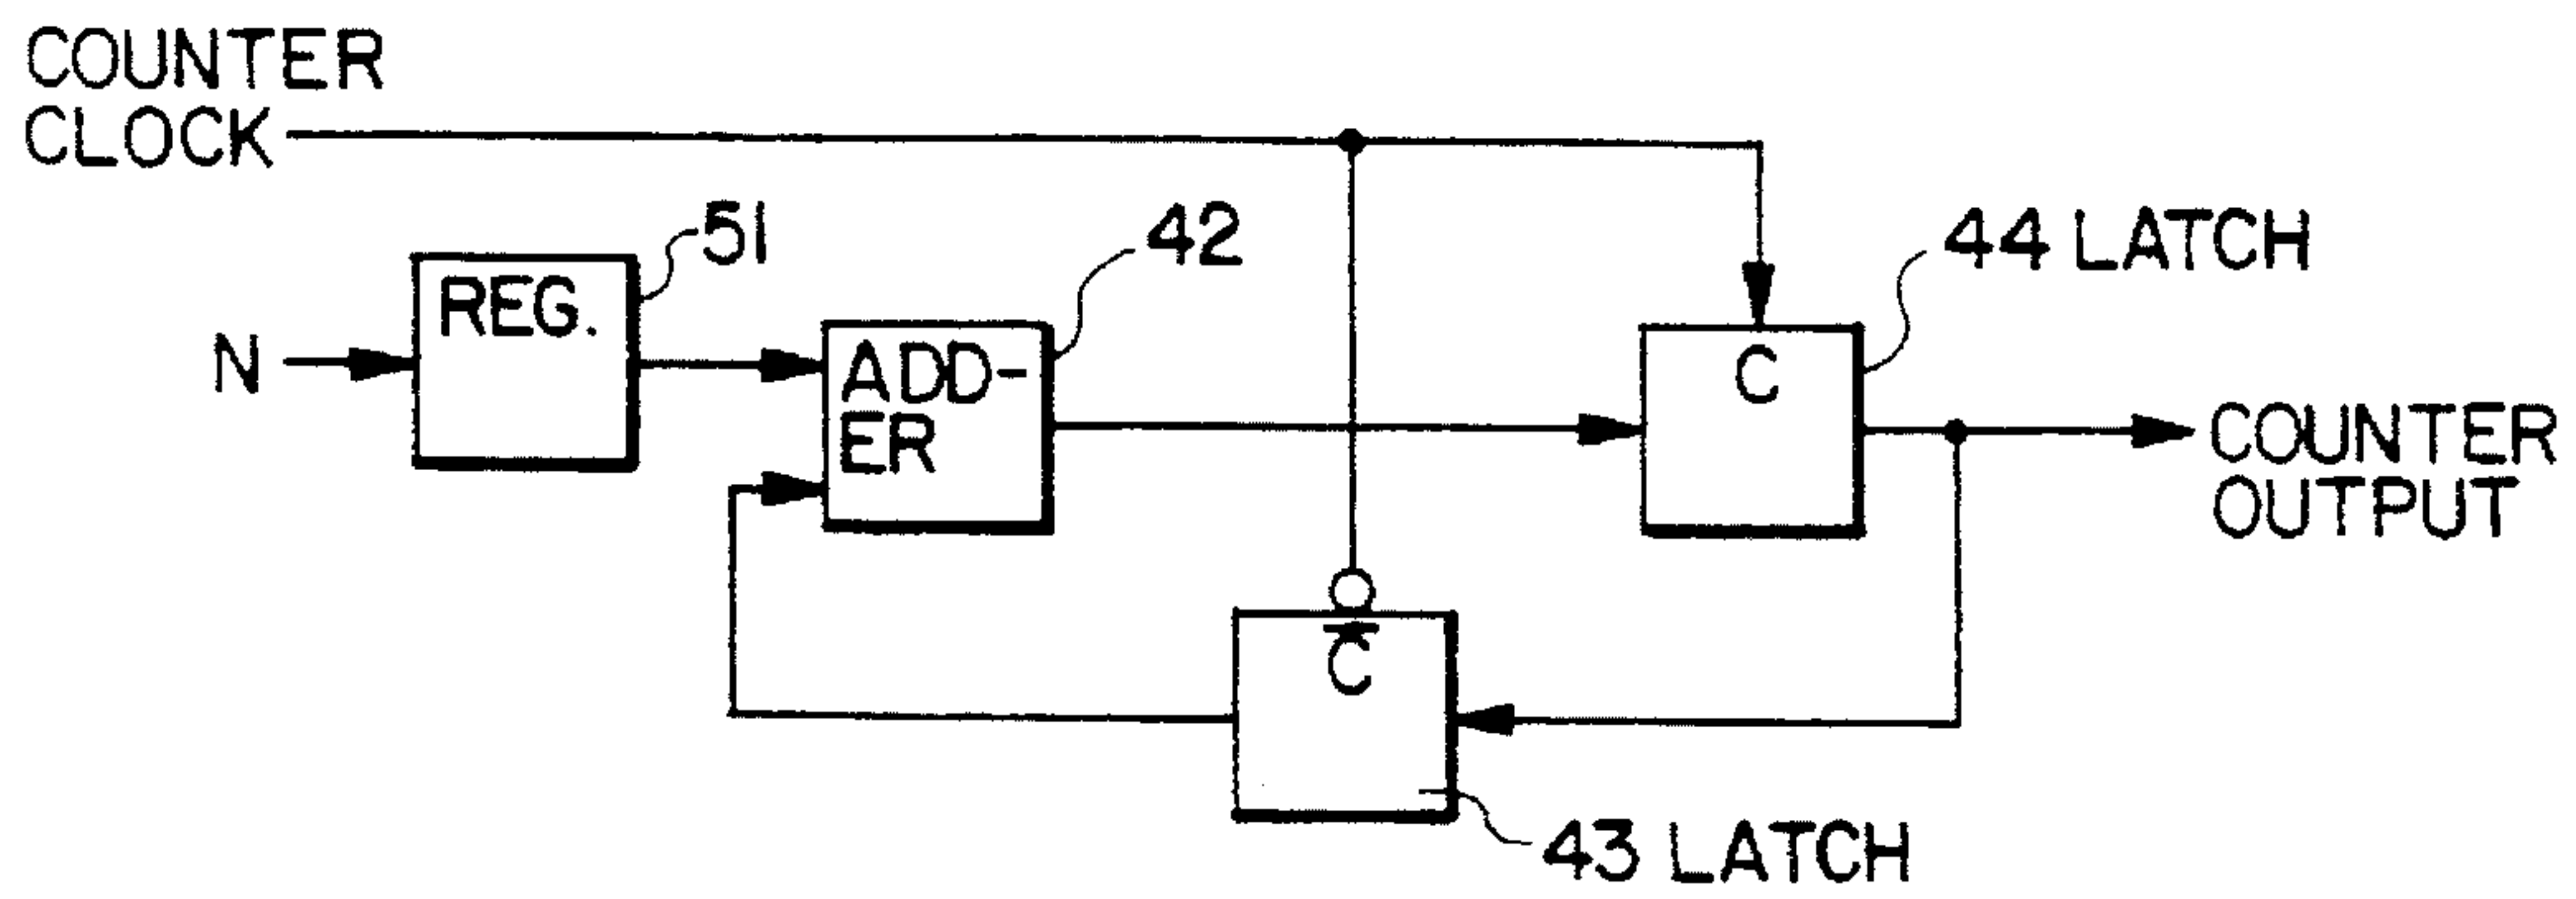 COUNTER
CLOCK
51
42
44 LATCH
REG.
N
ADD-
ER
C
COUNTER
OUTPUT
C̅
43 LATCH